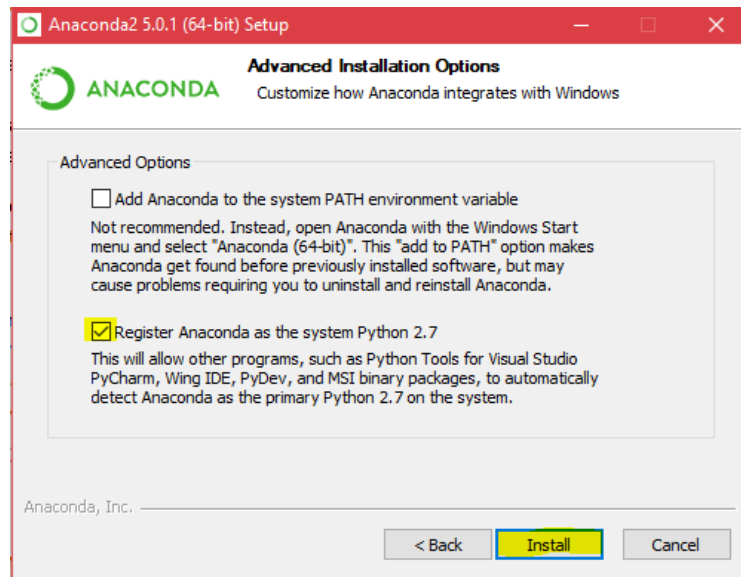 Anaconda2 5.0.1 (64-bit) Setup
ANACONDA
Advanced Installation Options
Customize how Anaconda integrates with Windows
Advanced Options
Add Anaconda to the system PATH environment variable
Not recommended. Instead, open Anaconda with the Windows Start
menu and select "Anaconda (64-bit)". This "add to PATH" option makes
Anaconda get found before previously installed software, but may
cause problems requiring you to uninstall and reinstall Anaconda.
Register Anaconda as the system Python 2.7
This will allow other programs, such as Python Tools for Visual Studio
PyCharm, Wing IDE, PyDev, and MSI binary packages, to automatically
detect Anaconda as the primary Python 2.7 on the system.
Anaconda, Inc.
< Back
Install
Cancel